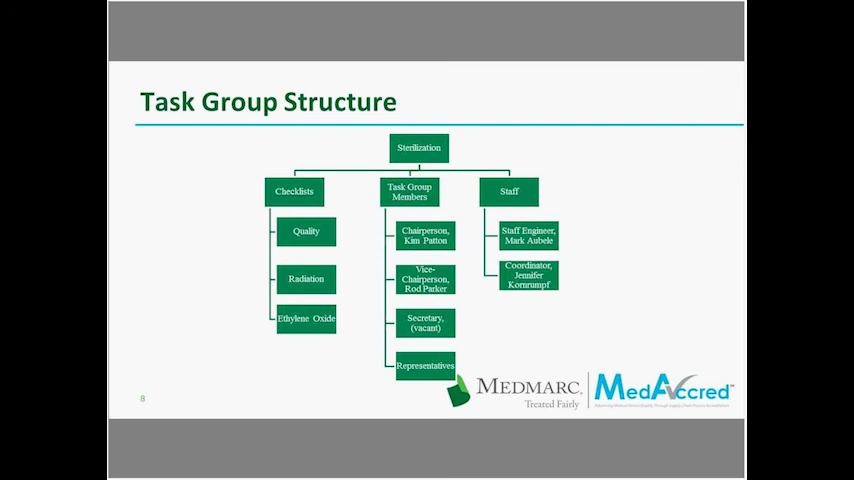 Task Group Structure
Sterilization
Checklists
Quality
Radiation
Ethylene Oxide
Task Group
Members
Chairperson,
Kim Patton
Vice-
Chairperson,
Rod Parker
Secretary,
(vacant)
Representatives
Staff
Staff Engineer,
Mark Aubele
Coordinator,
Jennifer
Kornrumpf
8
MEDMARC®
Treated Fairly
MedAccred™